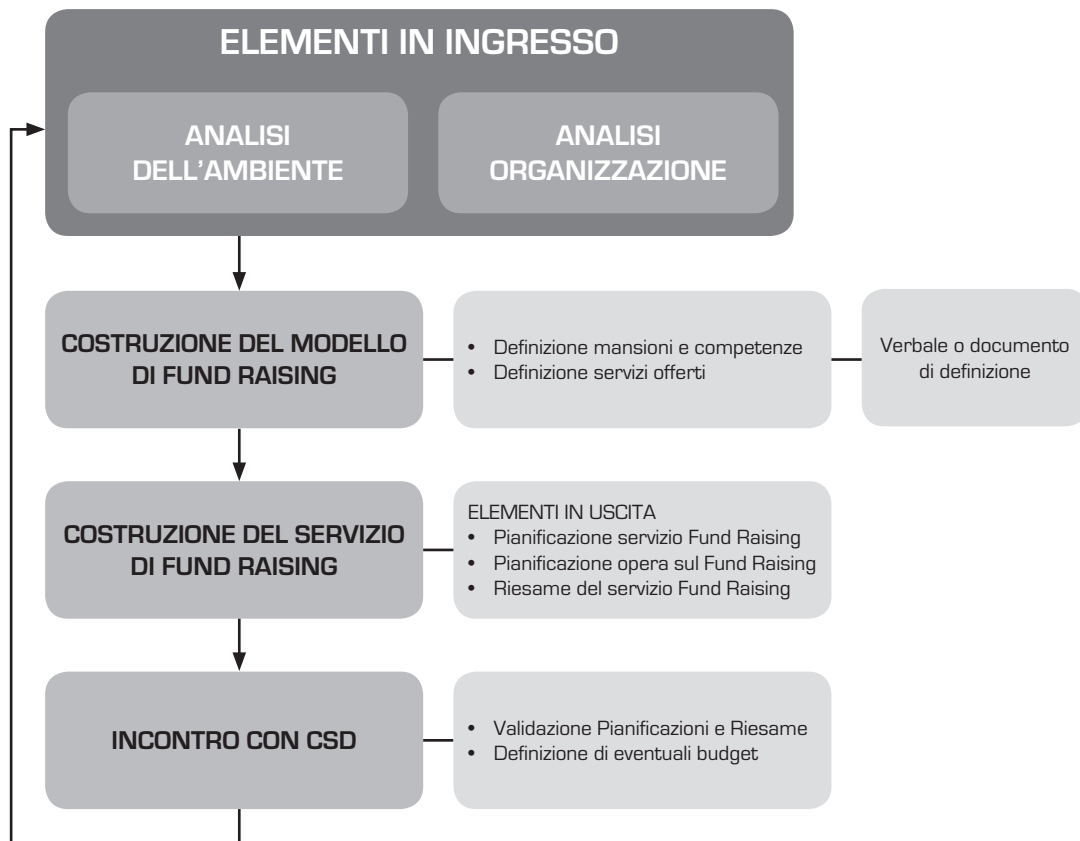 ELEMENTI IN INGRESSO
ANALISI
DELL'AMBIENTE
ANALISI
ORGANIZZAZIONE
COSTRUZIONE DEL MODELLO
DI FUND RAISING
• Definizione mansioni e competenze
• Definizione servizi offerti
Verbale o documento
di definizione
COSTRUZIONE DEL SERVIZIO
DI FUND RAISING
ELEMENTI IN USCITA
• Pianificazione servizio Fund Raising
• Pianificazione opera sul Fund Raising
• Riesame del servizio Fund Raising
INCONTRO CON CSD
• Validazione Pianificazioni e Riesame
• Definizione di eventuali budget